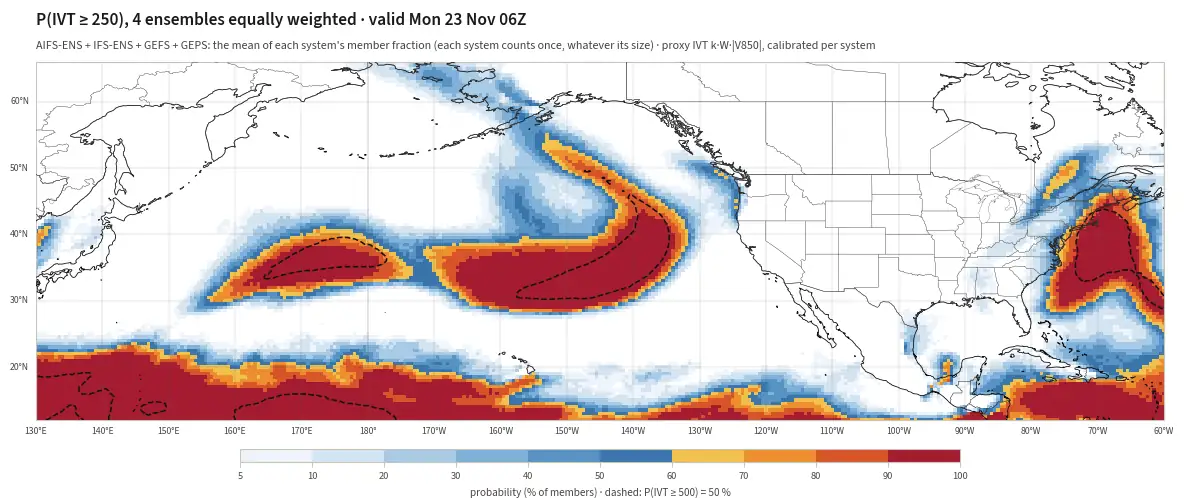 P(IVT ≥ 250), 4 ensembles equally weighted · valid Mon 23 Nov 06Z
AIFS-ENS + IFS-ENS + GEFS + GEPS: the mean of each system's member fraction (each system counts once, whatever its size) · proxy IVT k·W·|V850|, calibrated per system
60°N
50°N
40°N
30°N
20°N
130°E 140°E 150°E 160°E 170°E 180° 170°W 160°W 150°W 140°W 130°W 120°W 110°W 100°W 90°W 80°W 70°W 60°W
5 10 20 30 40 50 60 70 80 90 100
probability (% of members) · dashed: P(IVT ≥ 500) = 50 %